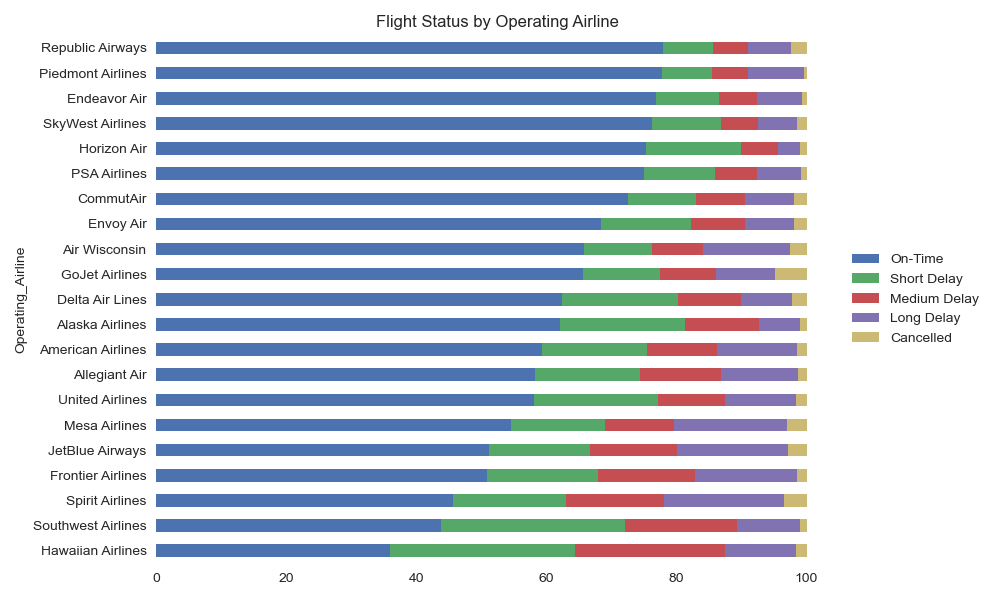 Flight Status by Operating Airline
Operating_Airline
Republic Airways
Piedmont Airlines
Endeavor Air
SkyWest Airlines
Horizon Air
PSA Airlines
CommutAir
Envoy Air
Air Wisconsin
GoJet Airlines
Delta Air Lines
Alaska Airlines
American Airlines
Allegiant Air
United Airlines
Mesa Airlines
JetBlue Airways
Frontier Airlines
Spirit Airlines
Southwest Airlines
Hawaiian Airlines
0 20 40 60 80 100
On-Time
Short Delay
Medium Delay
Long Delay
Cancelled